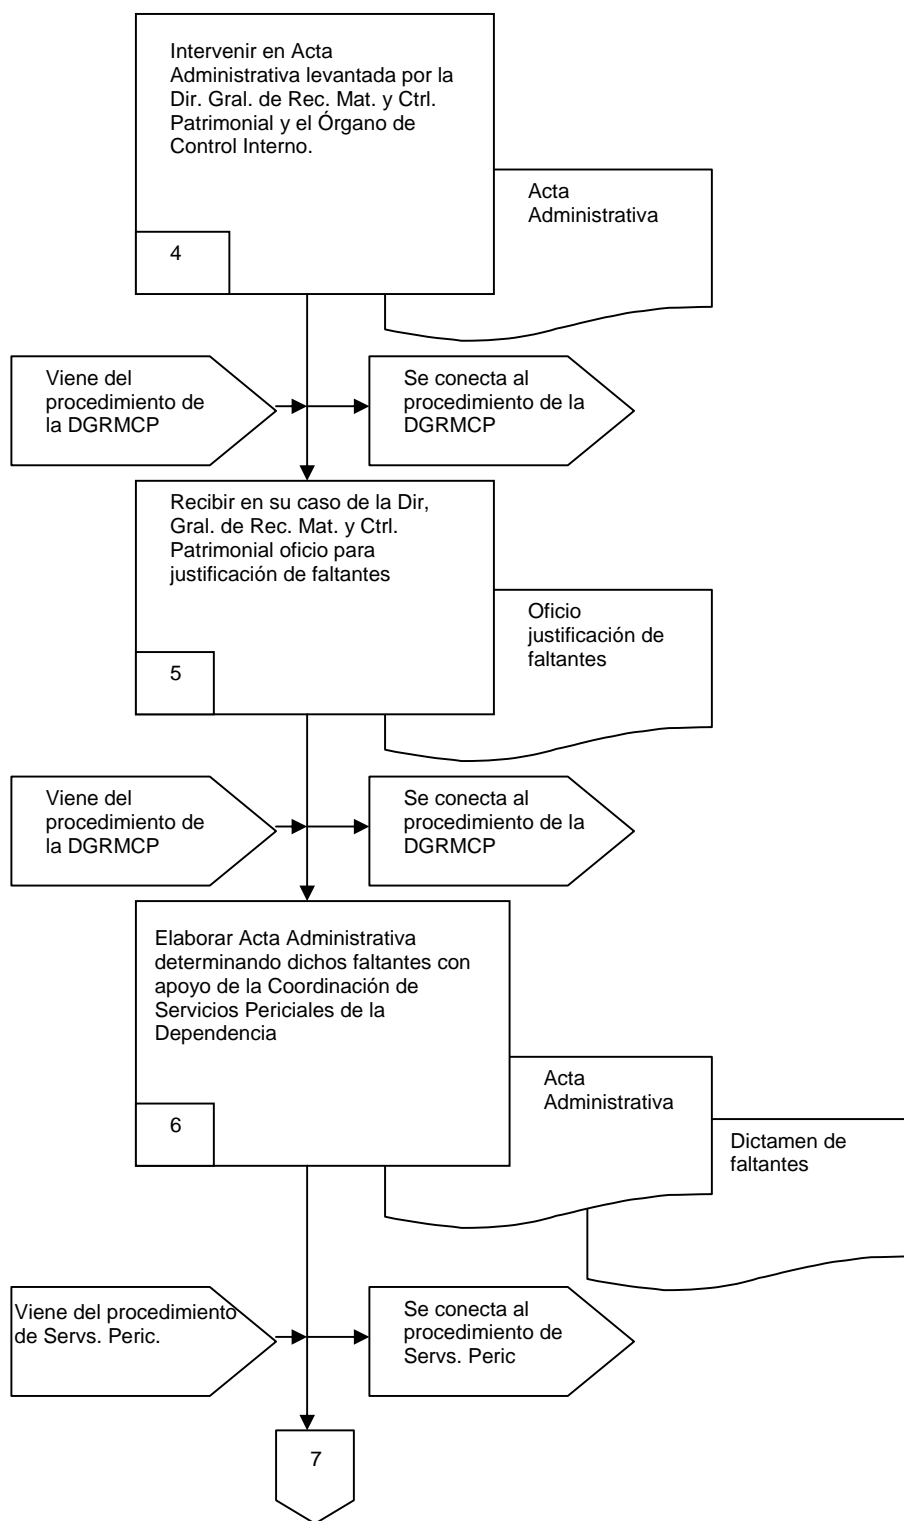 Intervenir en Acta
Administrativa levantada por la
Dir. Gral. de Rec. Mat. y Ctrl.
Patrimonial y el Órgano de
Control Interno.
4
Acta
Administrativa
Viene del
procedimiento de
la DGRMCP
Se conecta al
procedimiento de la
DGRMCP
Recibir en su caso de la Dir,
Gral. de Rec. Mat. y Ctrl.
Patrimonial oficio para
justificación de faltantes
5
Oficio
justificación de
faltantes
Viene del
procedimiento de
la DGRMCP
Se conecta al
procedimiento de la
DGRMCP
Elaborar Acta Administrativa
determinando dichos faltantes con
apoyo de la Coordinación de
Servicios Periciales de la
Dependencia
6
Acta
Administrativa
Dictamen de
faltantes
Viene del procedimiento
de Servs. Peric.
Se conecta al
procedimiento de
Servs. Peric
7